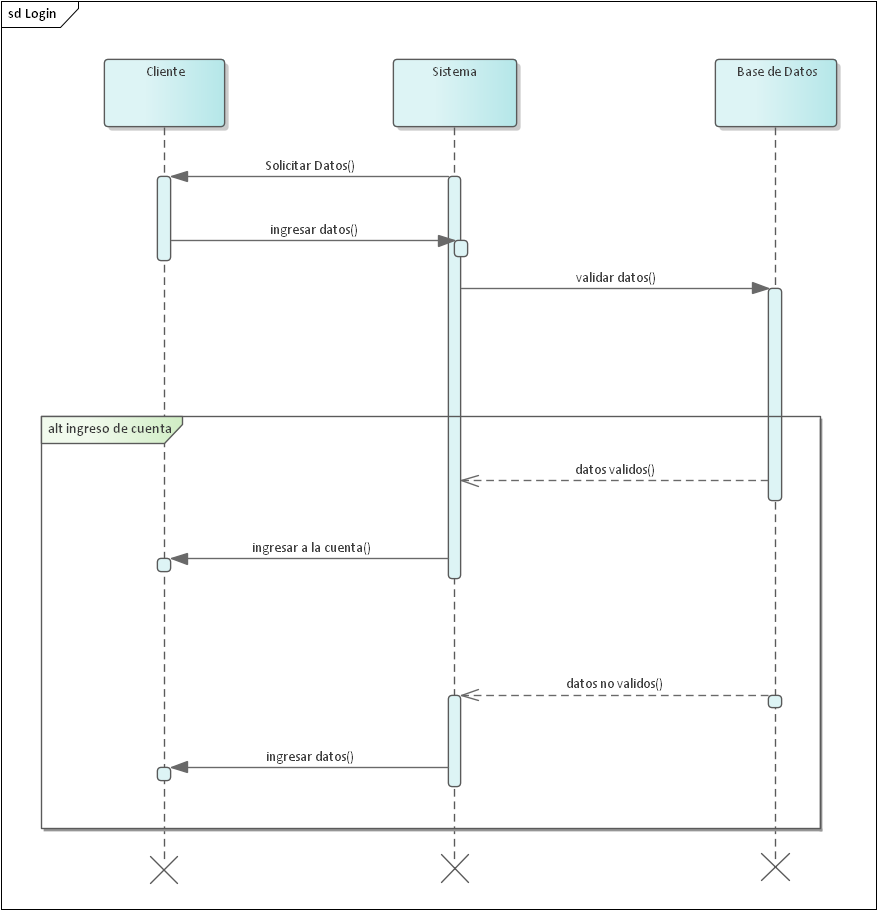 sd Login
Cliente
Sistema
Base de Datos
Solicitar Datos()
ingresar datos()
validar datos()
alt ingreso de cuenta
datos validos()
ingresar a la cuenta()
datos no validos()
ingresar datos()